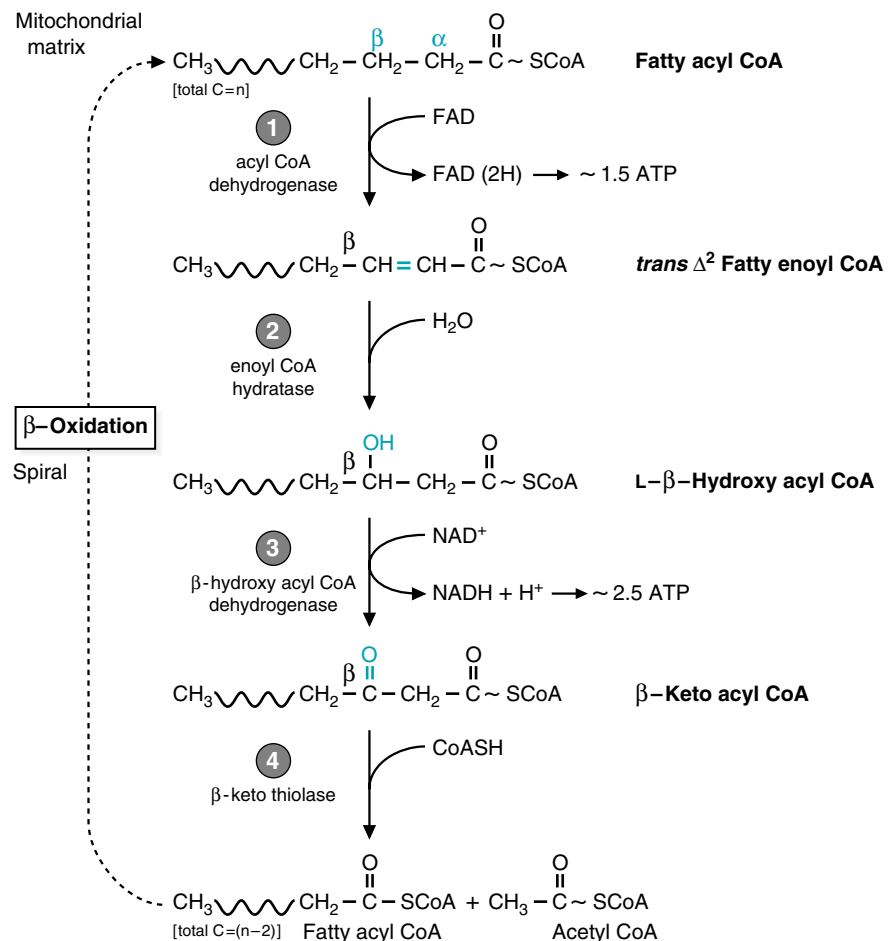 Mitochondrial
matrix
β α O
CH₃ CH₂ – CH₂ – CH₂ – C ~ SCoA Fatty acyl CoA
[total C=n]
1 FAD
acyl CoA
dehydrogenase FAD (2H) → ~ 1.5 ATP
β O
CH₃ CH₂ – CH = CH – C ~ SCoA trans Δ² Fatty enoyl CoA
2 H₂O
enoyl CoA
hydratase
β–Oxidation
Spiral
OH O
β
CH₃ CH₂ – CH – CH₂ – C ~ SCoA L–β–Hydroxy acyl CoA
3 NAD⁺
β-hydroxy acyl CoA
dehydrogenase NADH + H⁺ → ~ 2.5 ATP
O O
β
CH₃ CH₂ – C – CH₂ – C ~ SCoA β–Keto acyl CoA
4 CoASH
β-keto thiolase
O O
CH₃ CH₂ – C – SCoA + CH₃ – C ~ SCoA
[total C=(n–2)] Fatty acyl CoA Acetyl CoA